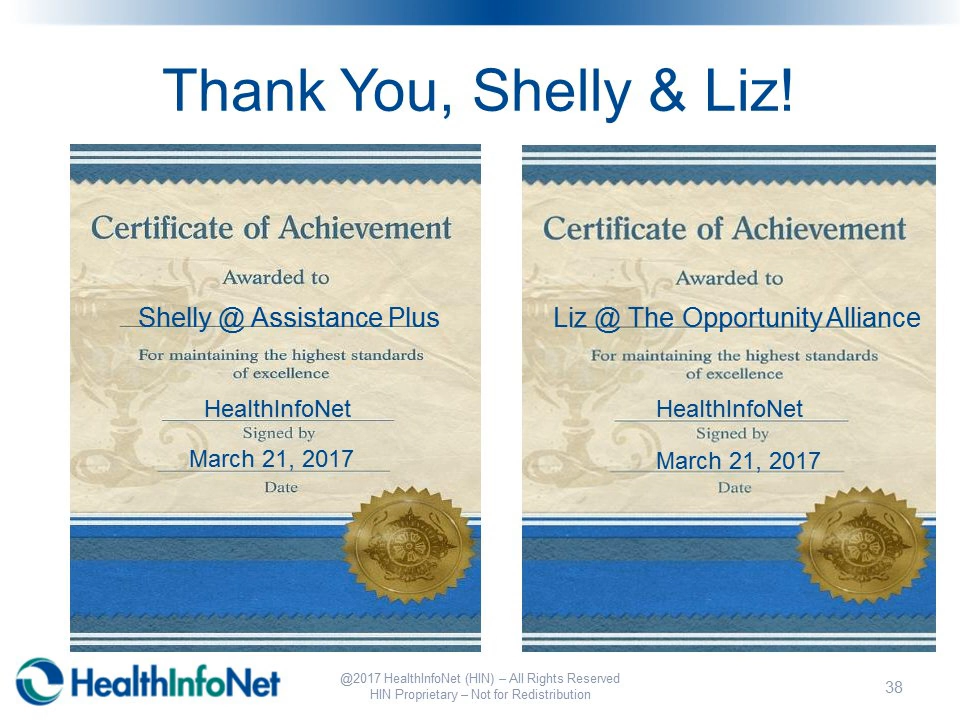 Thank You, Shelly & Liz!
Certificate of Achievement
Awarded to
Shelly @ Assistance Plus
For maintaining the highest standards
of excellence
HealthInfoNet
Signed by
March 21, 2017
Date
Certificate of Achievement
Awarded to
Liz @ The Opportunity Alliance
For maintaining the highest standards
of excellence
HealthInfoNet
Signed by
March 21, 2017
Date
HealthInfoNet
@2017 HealthInfoNet (HIN) – All Rights Reserved
HIN Proprietary – Not for Redistribution
38